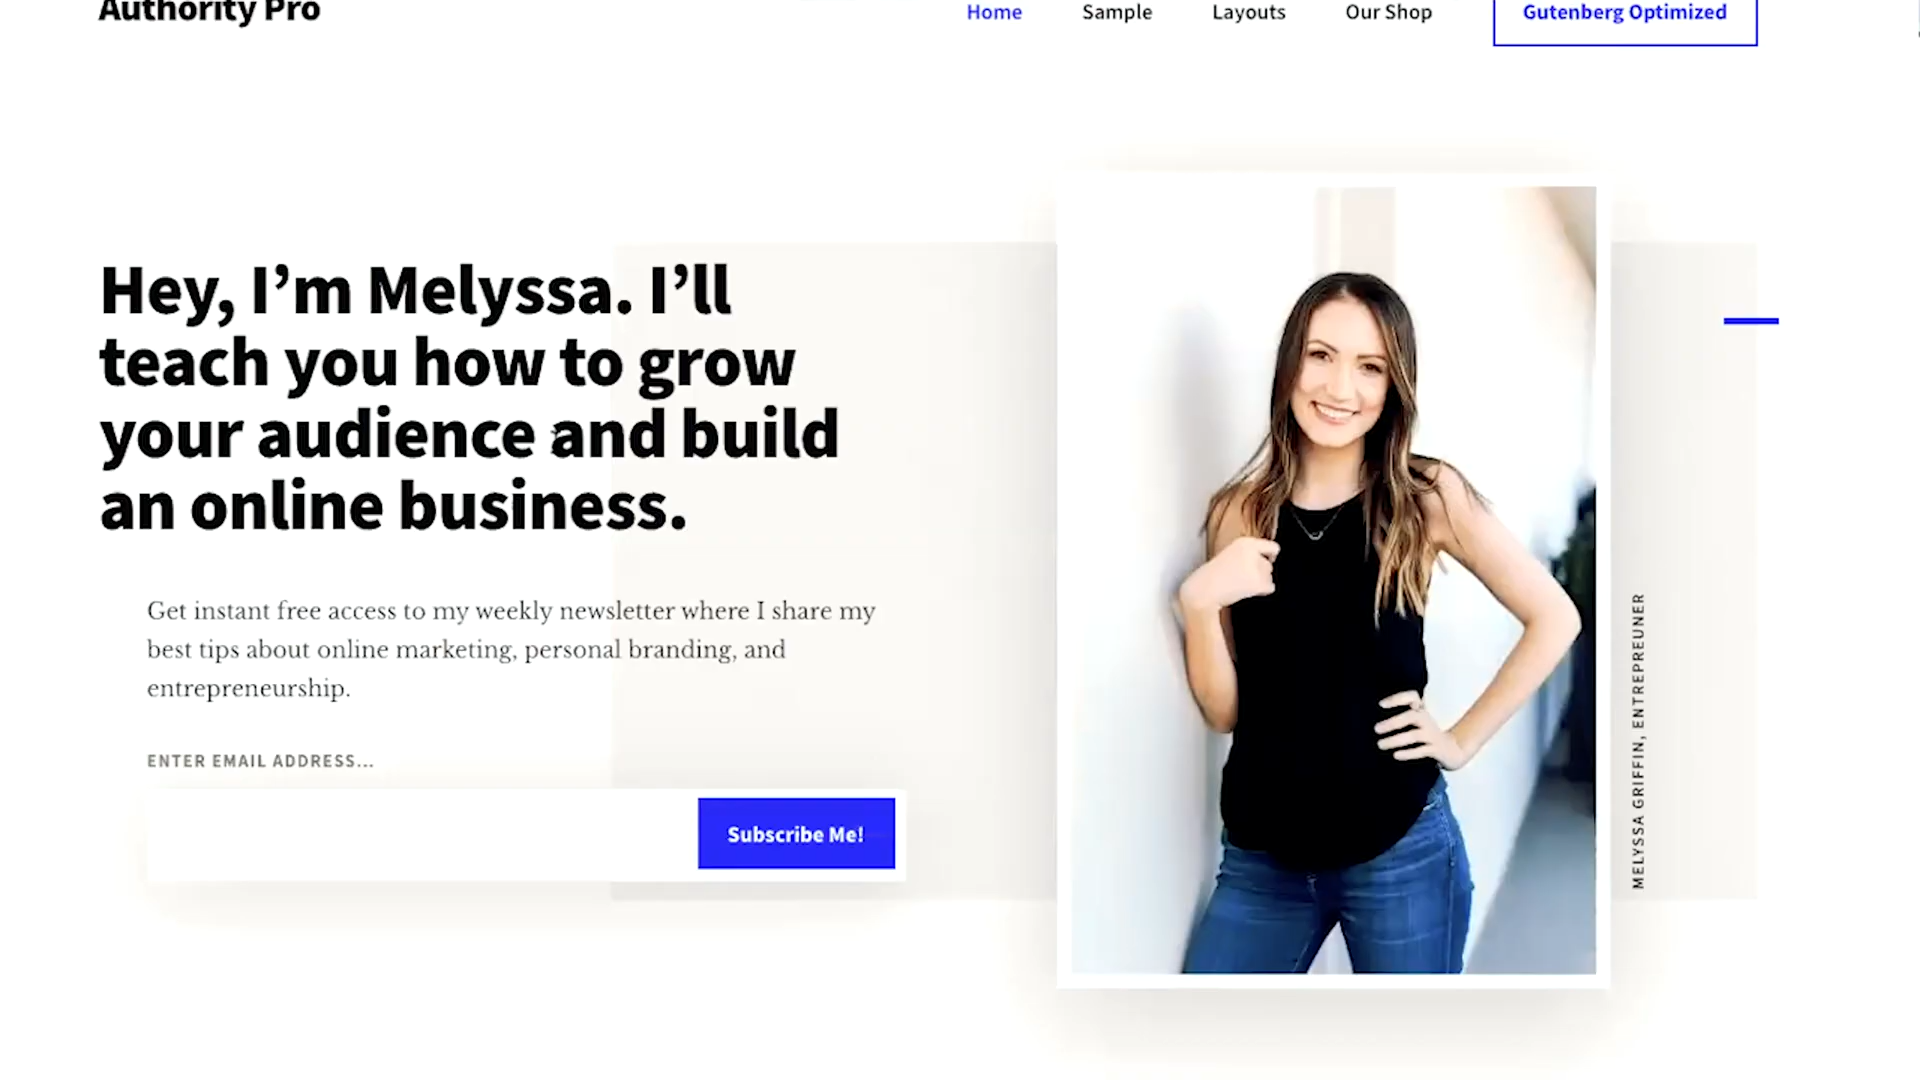 Authority Pro
Home
Sample
Layouts
Our Shop
Gutenberg Optimized
Hey, I’m Melyssa. I’ll
teach you how to grow
your audience and build
an online business.
Get instant free access to my weekly newsletter where I share my
best tips about online marketing, personal branding, and
entrepreneurship.
ENTER EMAIL ADDRESS...
Subscribe Me!
MELYSSA GRIFFIN, ENTREPREUNER